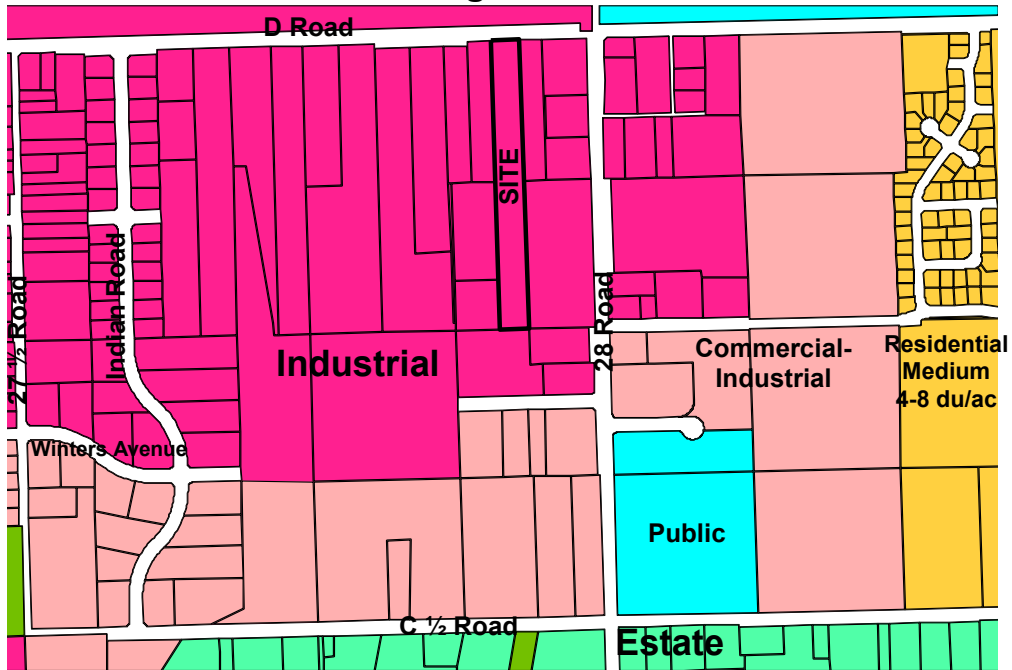 D Road
SITE
Indian Road
27 ½ Road
28 Road
Industrial
Commercial-
Industrial
Residential
Medium
4-8 du/ac
Winters Avenue
Public
C ½ Road
Estate